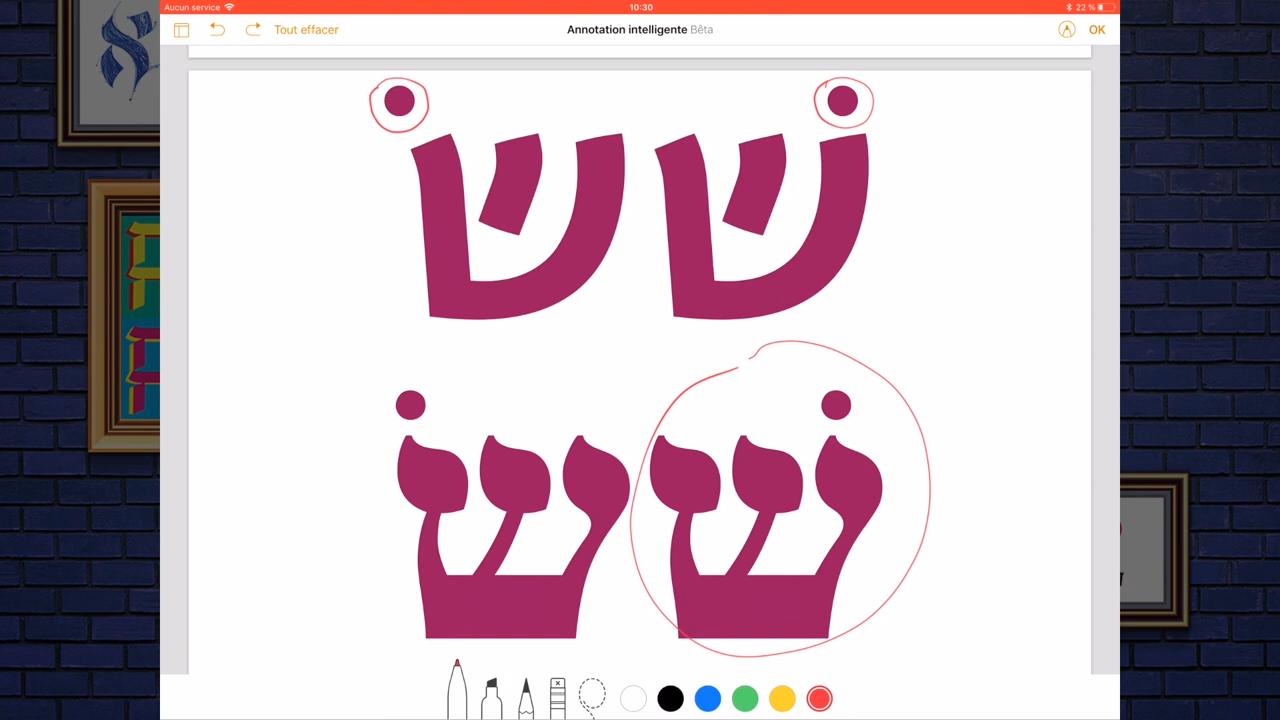 Aucun service 10:30 22 %
Tout effacer Annotation intelligente Bêta OK
שׁשׂ
שׁשׂ